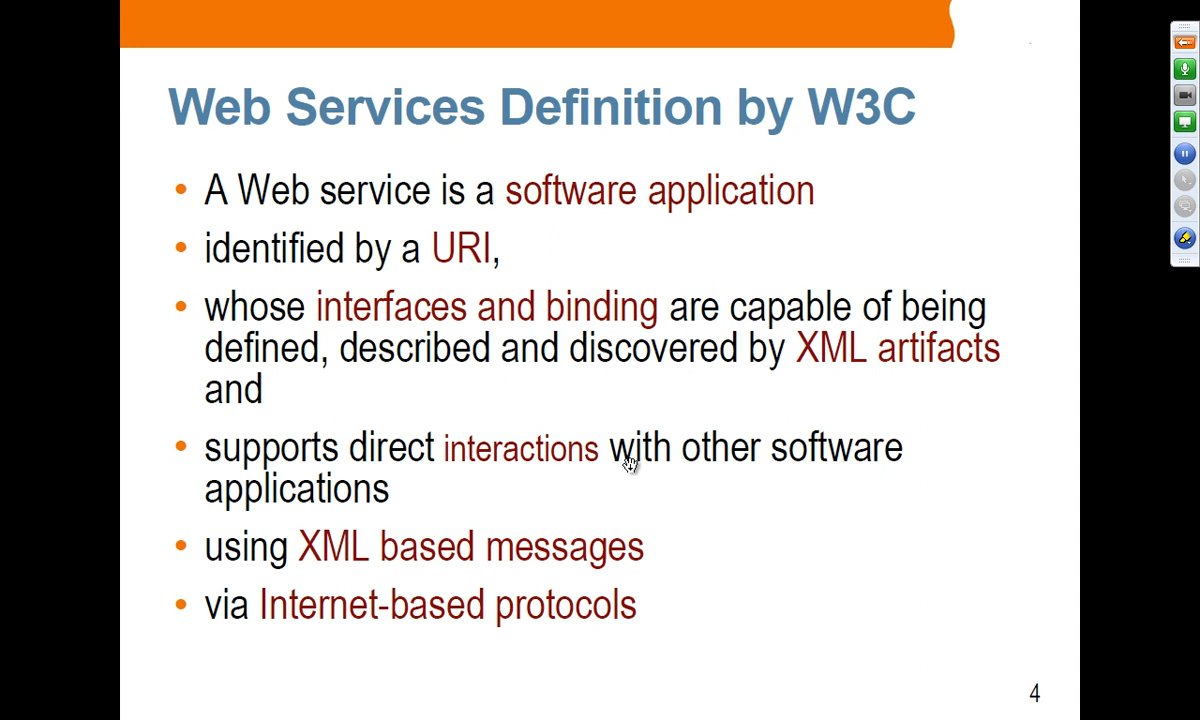 Web Services Definition by W3C
• A Web service is a software application
• identified by a URI,
• whose interfaces and binding are capable of being
defined, described and discovered by XML artifacts
and
• supports direct interactions with other software
applications
• using XML based messages
• via Internet-based protocols
4